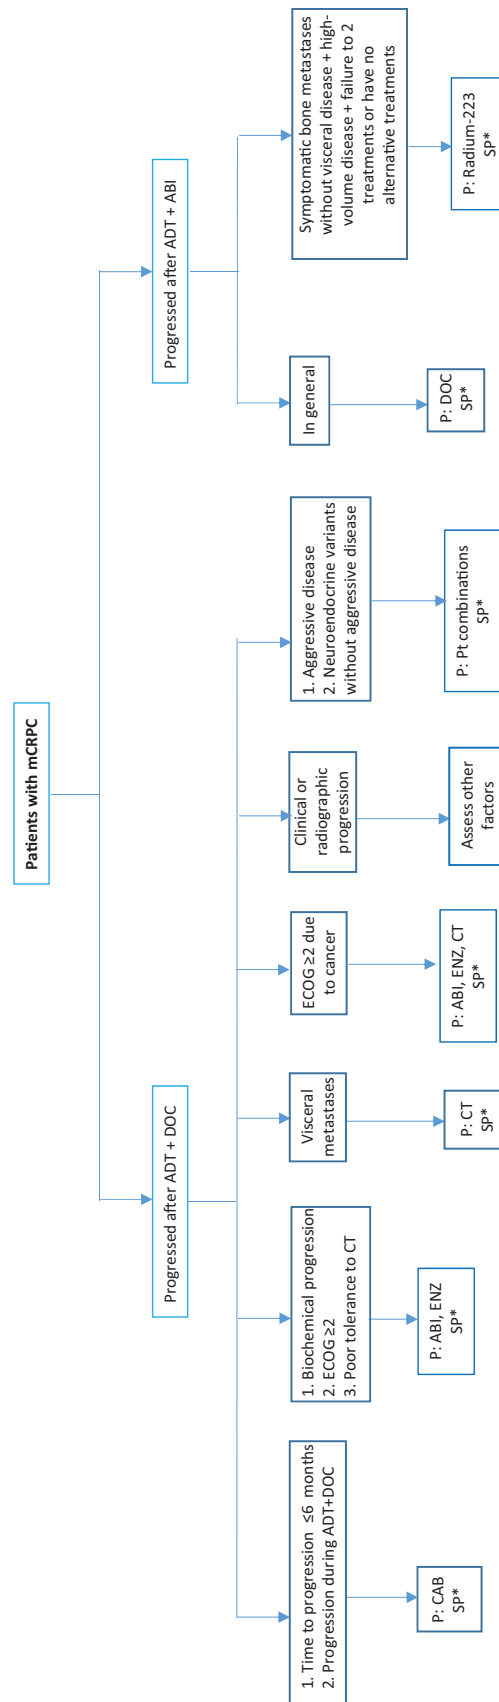 Patients with mCRPC
Progressed after ADT + DOC
Progressed after ADT + ABI
1. Time to progression ≤6 months
2. Progression during ADT+DOC
1. Biochemical progression
2. ECOG ≥2
3. Poor tolerance to CT
Visceral
metastases
ECOG ≥2 due
to cancer
Clinical or
radiographic
progression
1. Aggressive disease
2. Neuroendocrine variants
without aggressive disease
In general
Symptomatic bone metastases
without visceral disease + high-
volume disease + failure to 2
treatments or have no
alternative treatments
P: CAB
SP*
P: ABI, ENZ
SP*
P: CT
SP*
P: ABI, ENZ, CT
SP*
Assess other
factors
P: Pt combinations
SP*
P: DOC
SP*
P: Radium-223
SP*